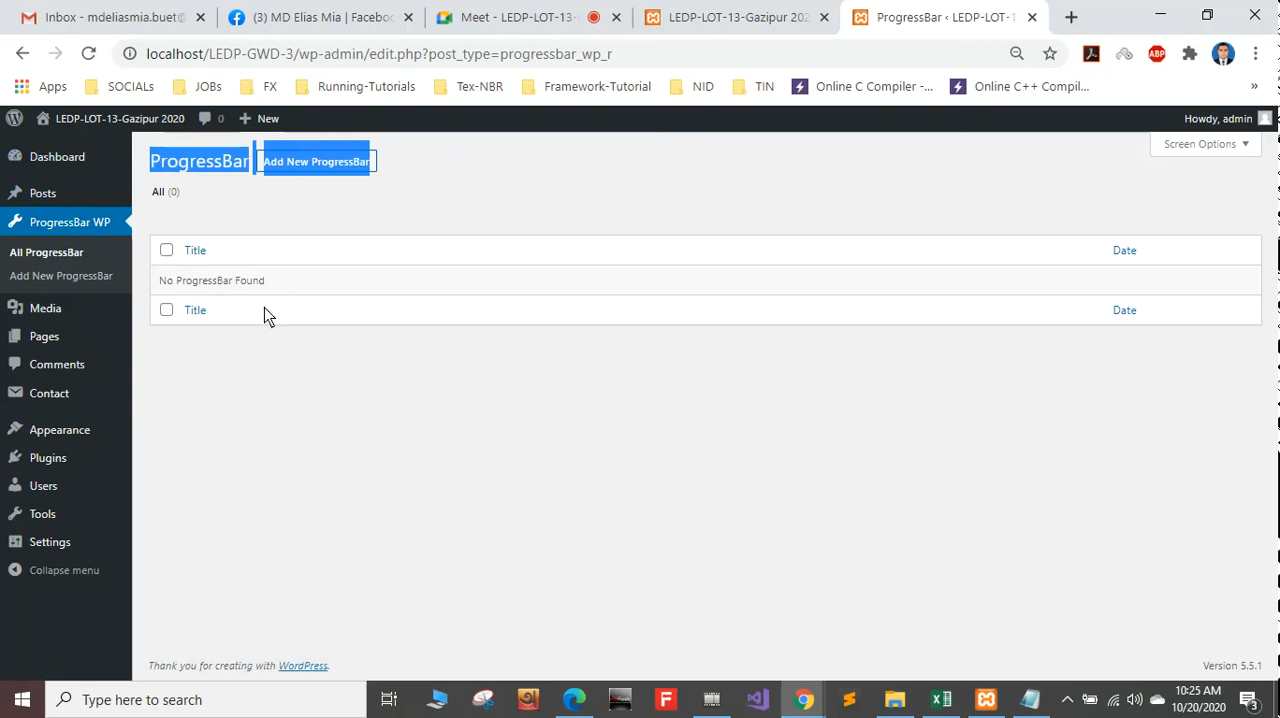 Inbox - mdeliasmia.buet
(3) MD Elias Mia | Faceboo
Meet - LEDP-LOT-13-
LEDP-LOT-13-Gazipur 202
ProgressBar ‹ LEDP-LOT-1
localhost/LEDP-GWD-3/wp-admin/edit.php?post_type=progressbar_wp_r
ABP
Apps
SOCIALs
JOBs
FX
Running-Tutorials
Tex-NBR
Framework-Tutorial
NID
TIN
Online C Compiler -...
Online C++ Compil...
»
LEDP-LOT-13-Gazipur 2020
0
New
Howdy, admin
Dashboard
Posts
ProgressBar WP
All ProgressBar
Add New ProgressBar
Media
Pages
Comments
Contact
Appearance
Plugins
Users
Tools
Settings
Collapse menu
ProgressBar
Add New ProgressBar
Screen Options
All (0)
Title
Date
No ProgressBar Found
Title
Date
Thank you for creating with WordPress.
Version 5.5.1
Type here to search
10:25 AM
10/20/2020
3